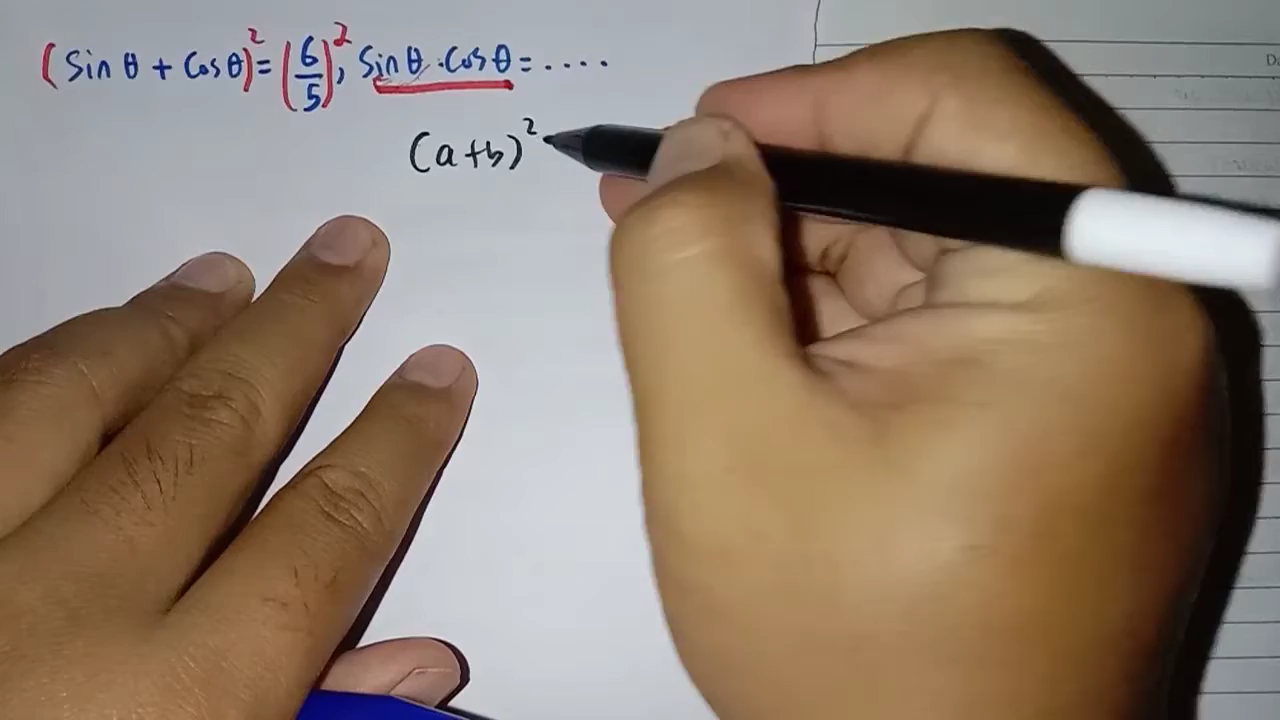 (Sin θ + Cos θ)² = (6/5)², Sin θ . Cos θ = ....
(a+b)²